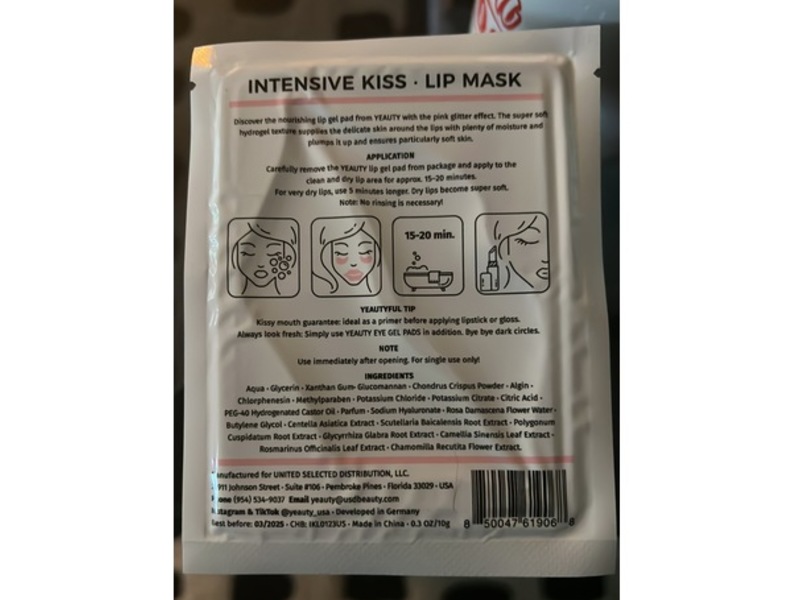 INTENSIVE KISS · LIP MASK
Discover the nourishing lip gel pad from YEAUTY with the pink glitter effect. The super soft
hydrogel texture supplies the delicate skin around the lips with plenty of moisture and
plumps it up and ensures particularly soft skin.
APPLICATION
Carefully remove the YEAUTY lip gel pad from package and apply to the
clean and dry lip area for approx. 15-20 minutes.
For very dry lips, use 5 minutes longer. Dry lips become super soft.
Note: No rinsing is necessary!
15-20 min.
YEAUTYFUL TIP
Kissy mouth guarantee: ideal as a primer before applying lipstick or gloss.
Always look fresh: Simply use YEAUTY EYE GEL PADS in addition. Bye bye dark circles.
NOTE
Use immediately after opening. For single use only!
INGREDIENTS
Aqua · Glycerin · Xanthan Gum· Glucomannan · Chondrus Crispus Powder · Algin ·
Chlorphenesin · Methylparaben · Potassium Chloride · Potassium Citrate · Citric Acid ·
PEG-40 Hydrogenated Castor Oil · Parfum · Sodium Hyaluronate · Rosa Damascena Flower Water ·
Butylene Glycol · Centella Asiatica Extract · Scutellaria Baicalensis Root Extract · Polygonum
Cuspidatum Root Extract · Glycyrrhiza Glabra Root Extract · Camellia Sinensis Leaf Extract ·
Rosmarinus Officinalis Leaf Extract · Chamomilla Recutita Flower Extract.
anufactured for UNITED SELECTED DISTRIBUTION, LLC.
911 Johnson Street · Suite #106 · Pembroke Pines · Florida 33029 · USA
Phone (954) 534-9037 Email yeauty@usdbeauty.com
Instagram & TikTok @yeauty_usa · Developed in Germany
Best before: 03/2025 · CHB: IKL0123US · Made in China · 0.3 OZ/10g
8 50047 61906 8